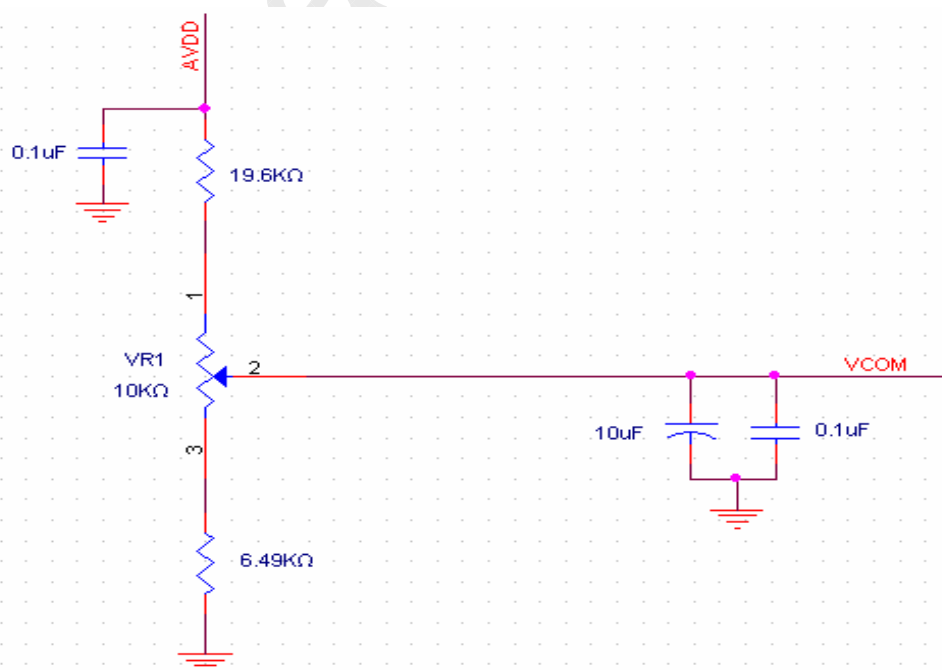 AVDD
0.1uF
19.6KΩ
1
VR1
10KΩ
2
VCOM
3
10uF
0.1uF
6.49KΩ